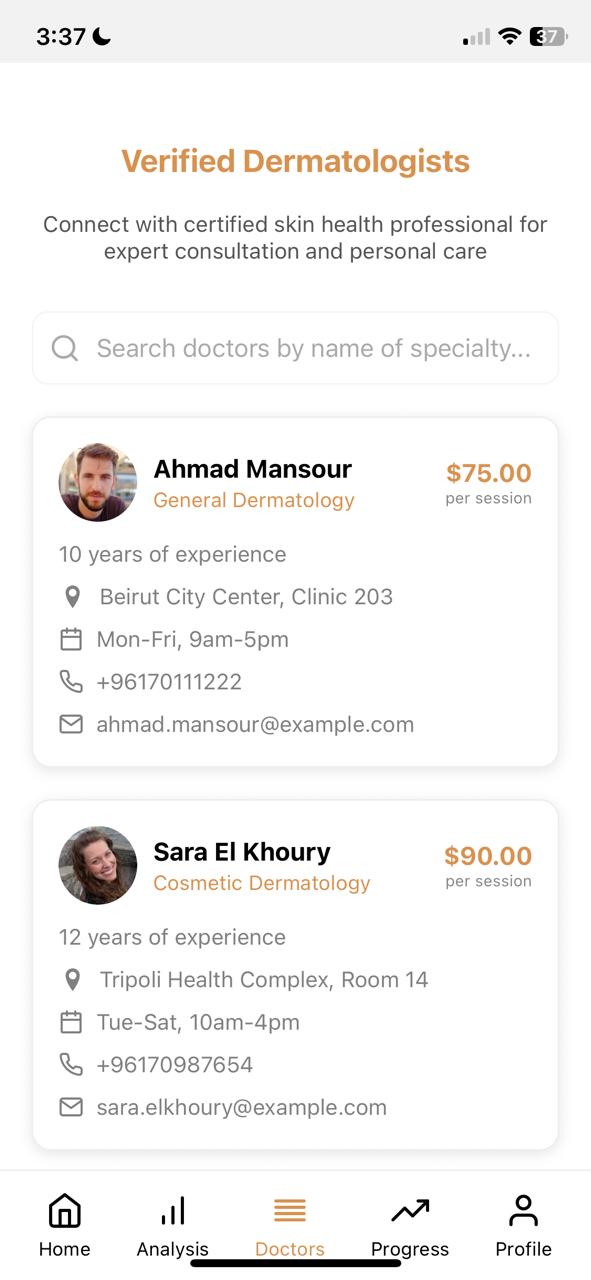 3:37
37
Verified Dermatologists
Connect with certified skin health professional for
expert consultation and personal care
Search doctors by name of specialty...
Ahmad Mansour
$75.00
General Dermatology
per session
10 years of experience
Beirut City Center, Clinic 203
Mon-Fri, 9am-5pm
+96170111222
ahmad.mansour@example.com
Sara El Khoury
$90.00
Cosmetic Dermatology
per session
12 years of experience
Tripoli Health Complex, Room 14
Tue-Sat, 10am-4pm
+96170987654
sara.elkhoury@example.com
Home
Analysis
Doctors
Progress
Profile